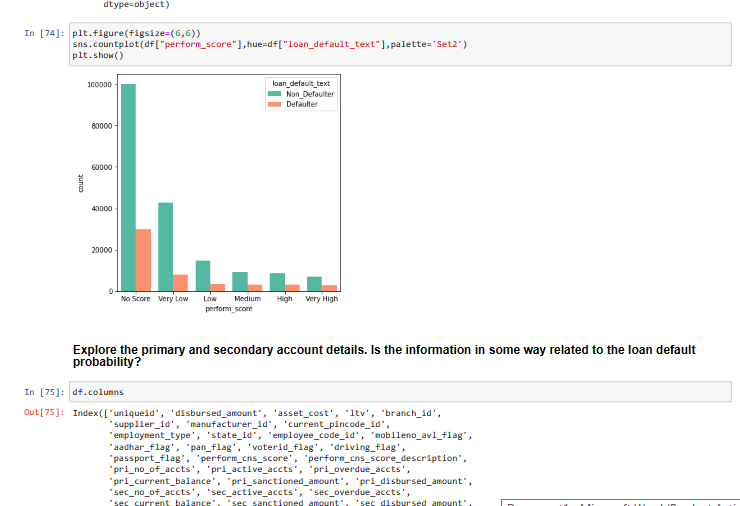 dtype=object)
In [74]: plt.figure(figsize=(6,6))
sns.countplot(df["perform_score"],hue=df["loan_default_text"],palette='Set2')
plt.show()
loan_default_text
Non_Defaulter
Defaulter
100000
80000
60000
40000
20000
0
count
No Score Very Low Low Medium High Very High
perform_score
Explore the primary and secondary account details. Is the information in some way related to the loan default
probability?
In [75]: df.columns
Out[75]: Index(['uniqueid', 'disbursed_amount', 'asset_cost', 'ltv', 'branch_id',
'supplier_id', 'manufacturer_id', 'current_pincode_id',
'employment_type', 'state_id', 'employee_code_id', 'mobileno_avl_flag',
'aadhar_flag', 'pan_flag', 'voterid_flag', 'driving_flag',
'passport_flag', 'perform_cns_score', 'perform_cns_score_description',
'pri_no_of_accts', 'pri_active_accts', 'pri_overdue_accts',
'pri_current_balance', 'pri_sanctioned_amount', 'pri_disbursed_amount',
'sec_no_of_accts', 'sec_active_accts', 'sec_overdue_accts',
'sec_current_balance', 'sec_sanctioned_amount', 'sec_disbursed_amount',